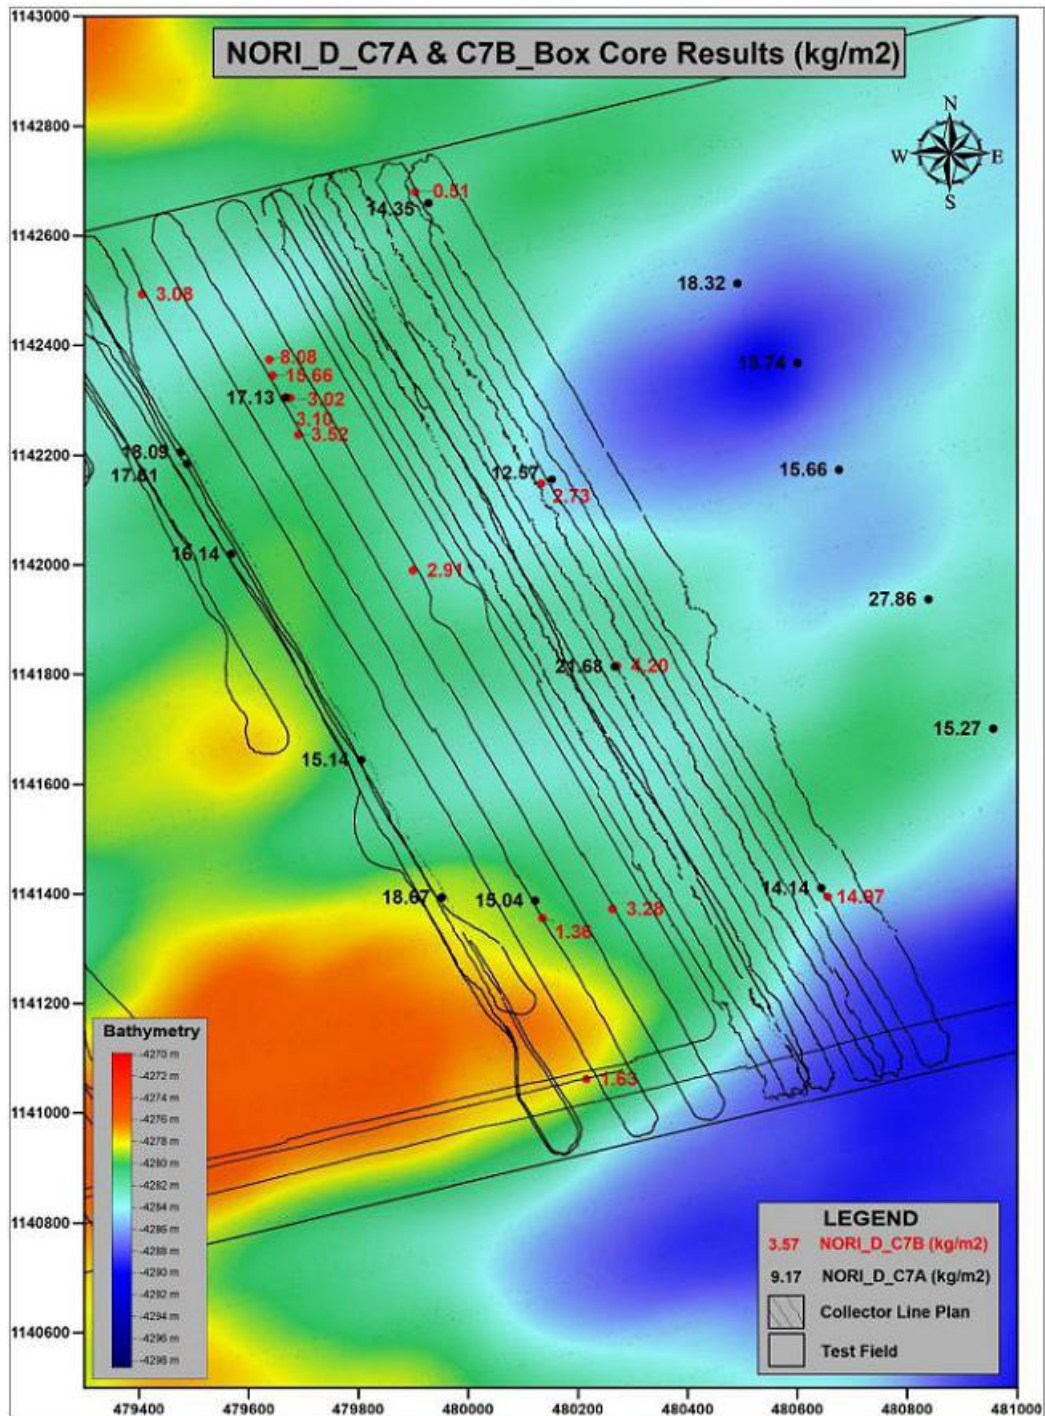 NORI_D_C7A & C7B_Box Core Results (kg/m2)
1143000
1142800
1142600
1142400
1142200
1142000
1141800
1141600
1141400
1141200
1141000
1140800
1140600
N
W E
S
0.51
14.35
18.32
3.08
8.08
13.74
15.66
17.13
3.02
3.10
3.52
18.09
17.61
12.57
2.73
15.66
16.14
2.91
27.86
21.68
4.20
15.27
15.14
18.67
15.04
3.28
1.36
14.14
14.97
1.63
Bathymetry
-4270 m
-4272 m
-4274 m
-4276 m
-4278 m
-4280 m
-4282 m
-4284 m
-4286 m
-4288 m
-4290 m
-4292 m
-4294 m
-4296 m
-4298 m
LEGEND
3.57 NORI_D_C7B (kg/m2)
9.17 NORI_D_C7A (kg/m2)
Collector Line Plan
Test Field
479400 479600 479800 480000 480200 480400 480600 480800 481000